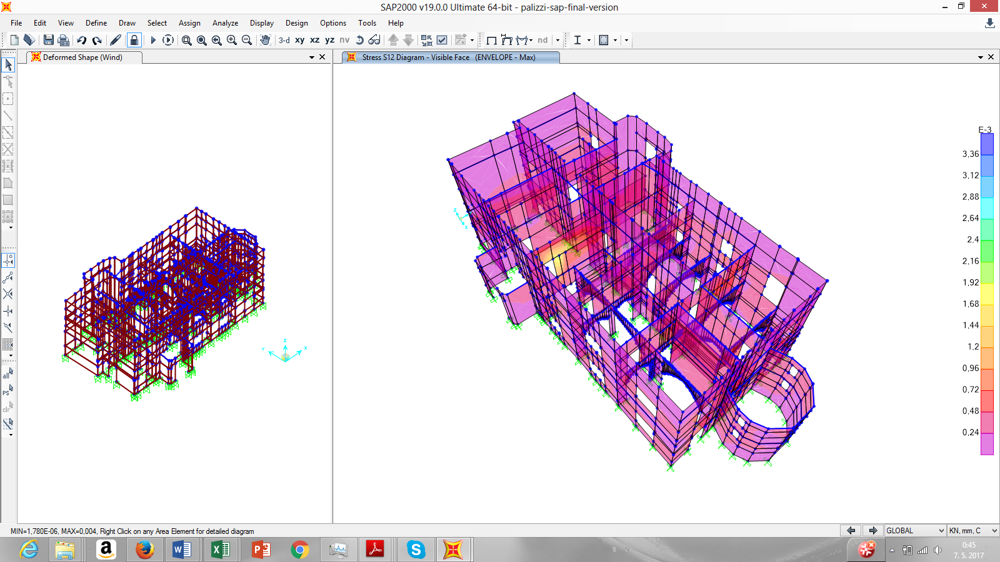 SAP2000 v19.0.0 Ultimate 64-bit - palizzi-sap-final-version
File Edit View Define Draw Select Assign Analyze Display Design Options Tools Help
3-d xy xz yz nv nd
Deformed Shape (Wind)
Stress S12 Diagram - Visible Face (ENVELOPE - Max)
E-3
3,36
3,12
2,88
2,64
2,4
2,16
1,92
1,68
1,44
1,2
0,96
0,72
0,48
0,24
Z
Y
X
Z
X
all
PS
clr
MIN=1,780E-06, MAX=0,004, Right Click on any Area Element for detailed diagram
GLOBAL
KN, mm, C
0:45
7. 5. 2017